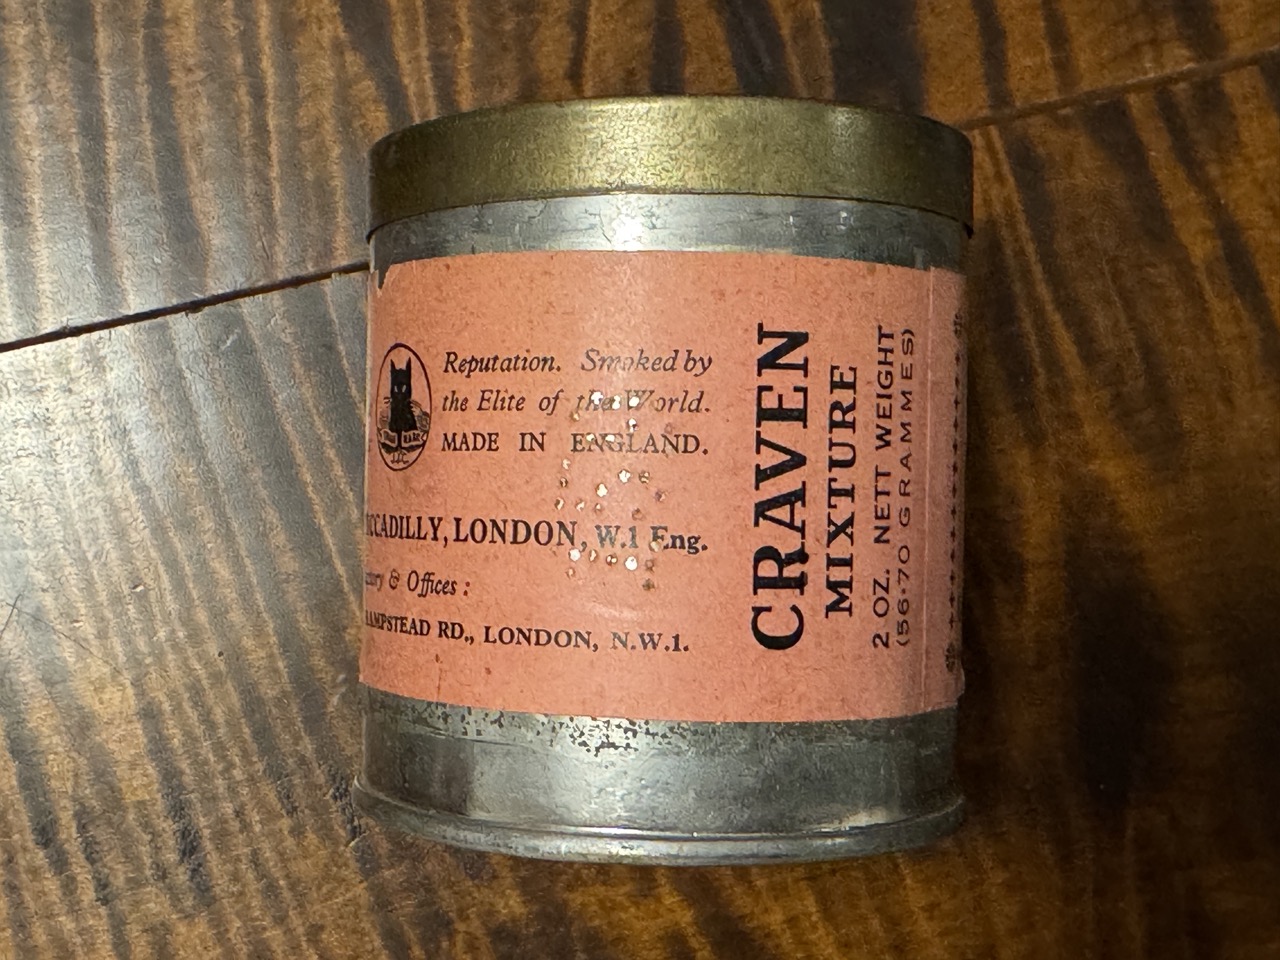 Reputation. Smoked by
the Elite of the World.
MADE IN ENGLAND.
LONDON, W.1 Eng.
& Offices :
RD., LONDON, N.W.1.
CRAVEN
MIXTURE
2 OZ. NETT WEIGHT
(56·70 GRAMMES)